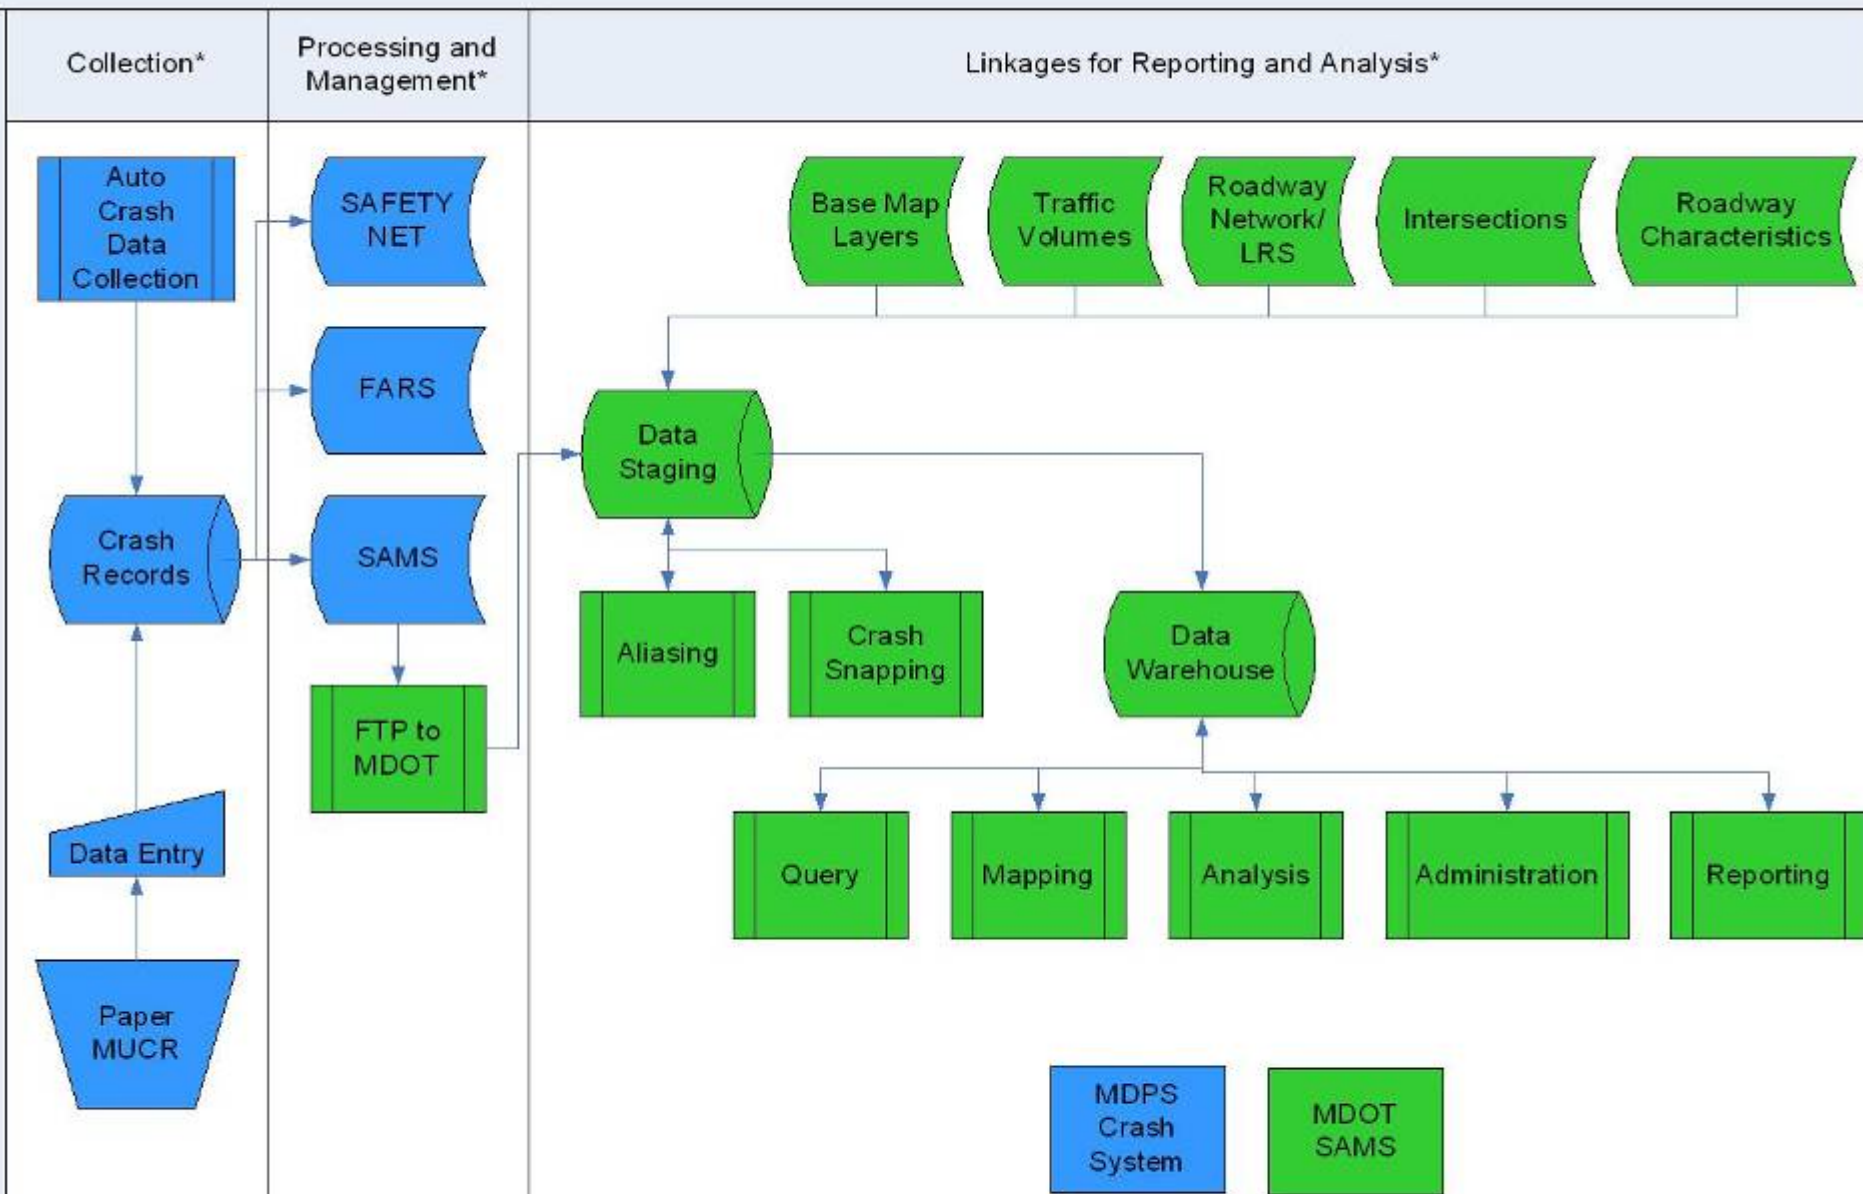 Collection*
Processing and
Management*
Linkages for Reporting and Analysis*
Auto
Crash
Data
Collection
SAFETY
NET
Base Map
Layers
Traffic
Volumes
Roadway
Network/
LRS
Intersections
Roadway
Characteristics
FARS
Data
Staging
Crash
Records
SAMS
Aliasing
Crash
Snapping
Data
Warehouse
FTP to
MDOT
Data Entry
Query
Mapping
Analysis
Administration
Reporting
Paper
MUCR
MDPS
Crash
System
MDOT
SAMS